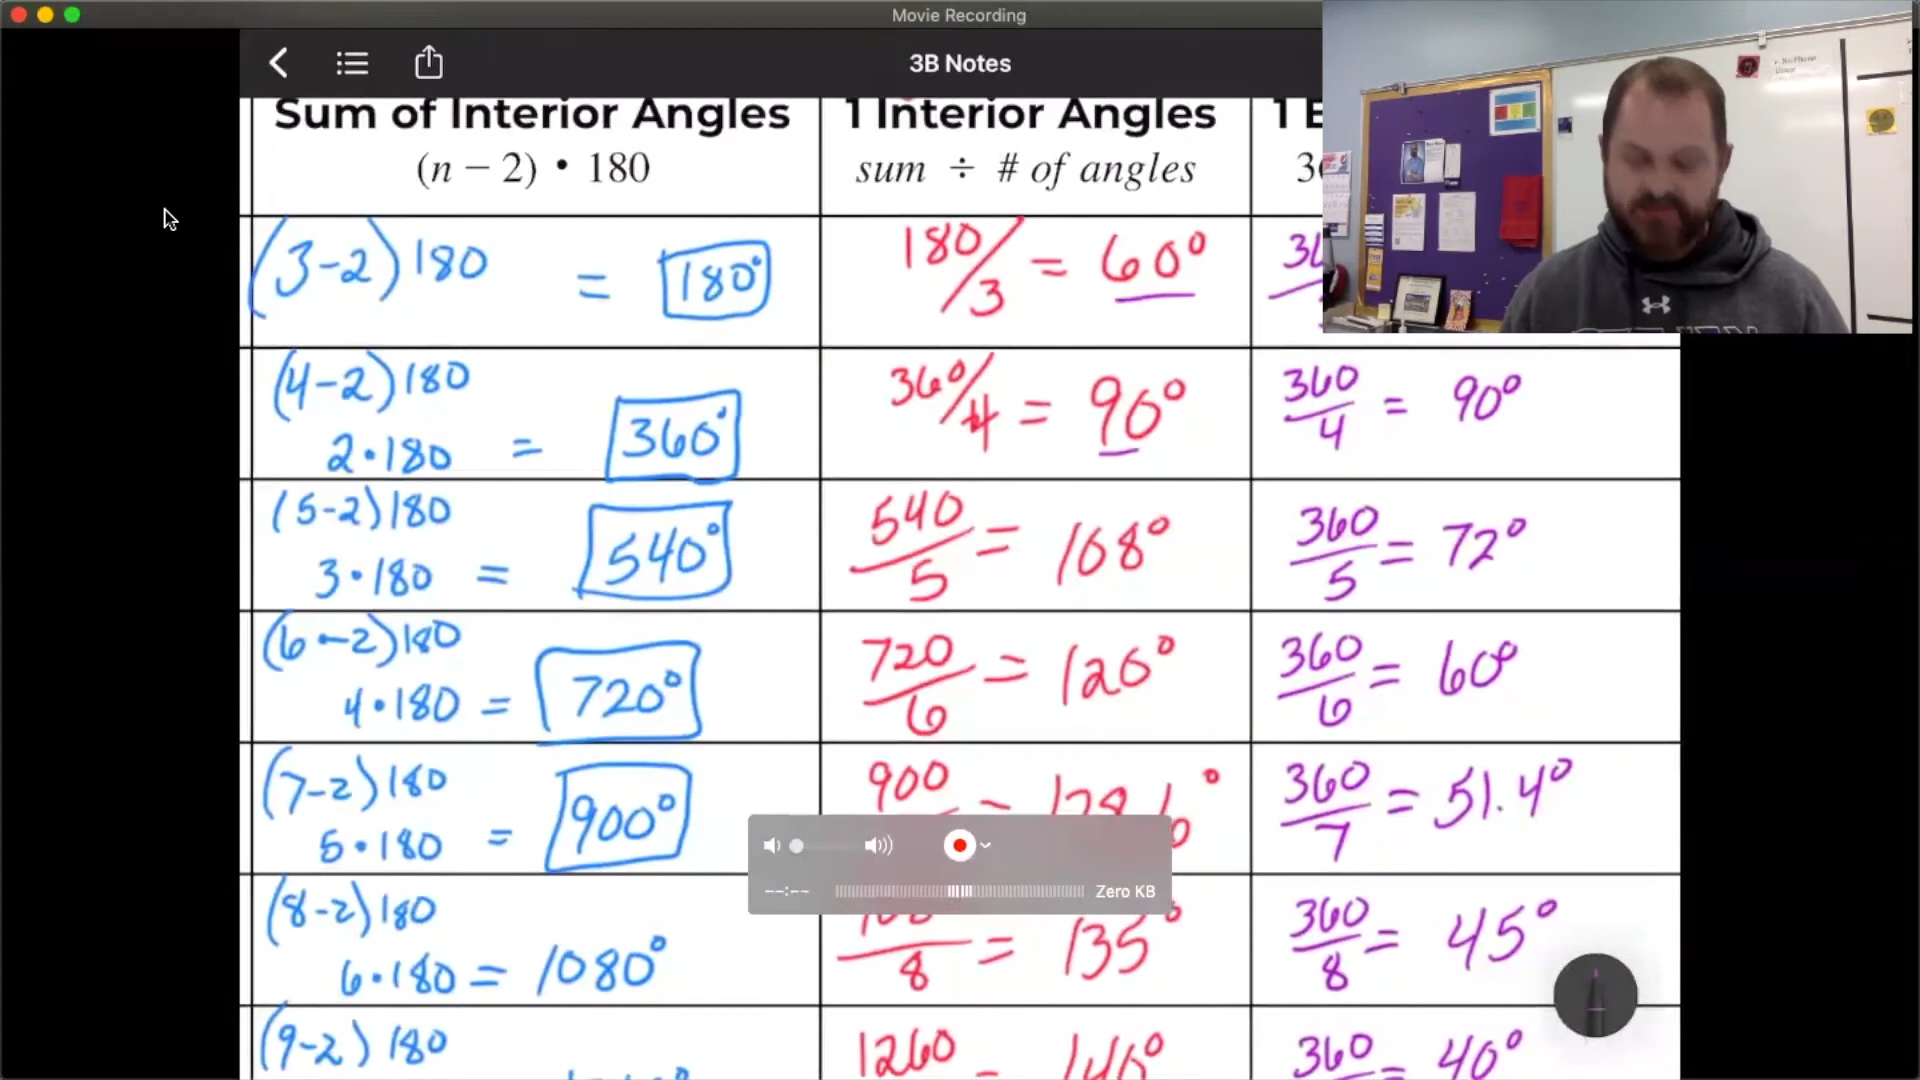 Movie Recording
3B Notes
Sum of Interior Angles
(n − 2) • 180
1 Interior Angles
sum ÷ # of angles
1 E
(3-2)180 = 180°
180/3 = 60°
(4-2)180
2•180 = 360°
360/4 = 90°
360/4 = 90°
(5-2)180
3•180 = 540°
540/5 = 108°
360/5 = 72°
(6-2)180
4•180 = 720°
720/6 = 120°
360/6 = 60°
(7-2)180
5•180 = 900°
900
360/7 = 51.4°
--:--
Zero KB
(8-2)180
6•180 = 1080°
8 = 135°
360/8 = 45°
(9-2)180
1260 = 140°
360 = 40°